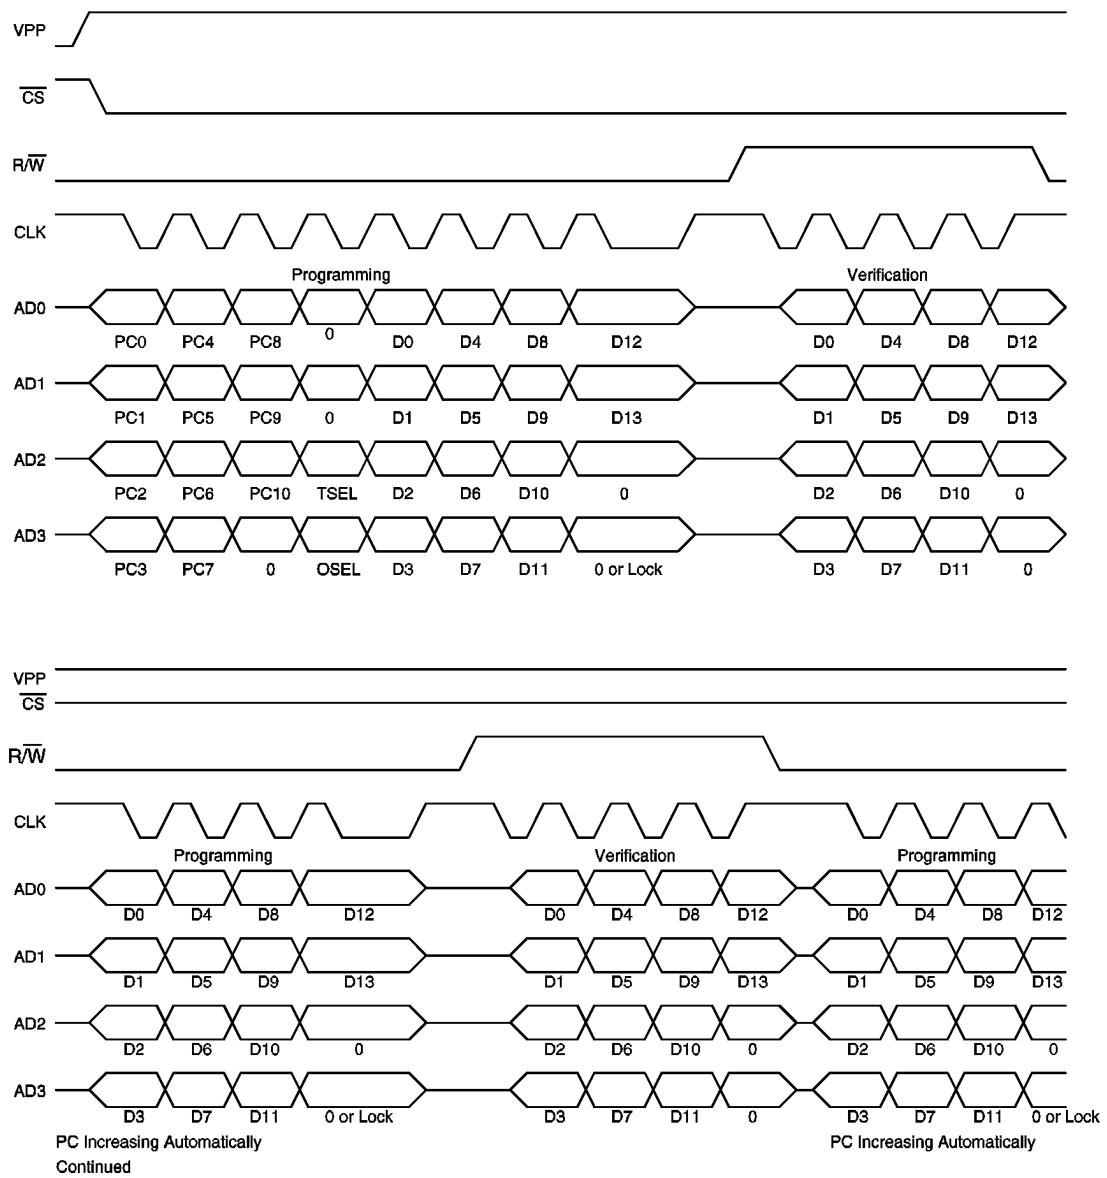 VPP
CS
R/W
CLK
Programming Verification
AD0
PC0 PC4 PC8 0 D0 D4 D8 D12 D0 D4 D8 D12
AD1
PC1 PC5 PC9 0 D1 D5 D9 D13 D1 D5 D9 D13
AD2
PC2 PC6 PC10 TSEL D2 D6 D10 0 D2 D6 D10 0
AD3
PC3 PC7 0 OSEL D3 D7 D11 0 or Lock D3 D7 D11 0
VPP
CS
R/W
CLK
Programming Verification Programming
AD0
D0 D4 D8 D12 D0 D4 D8 D12 D0 D4 D8 D12
AD1
D1 D5 D9 D13 D1 D5 D9 D13 D1 D5 D9 D13
AD2
D2 D6 D10 0 D2 D6 D10 0 D2 D6 D10 0
AD3
D3 D7 D11 0 or Lock D3 D7 D11 0 D3 D7 D11 0 or Lock
PC Increasing Automatically PC Increasing Automatically
Continued